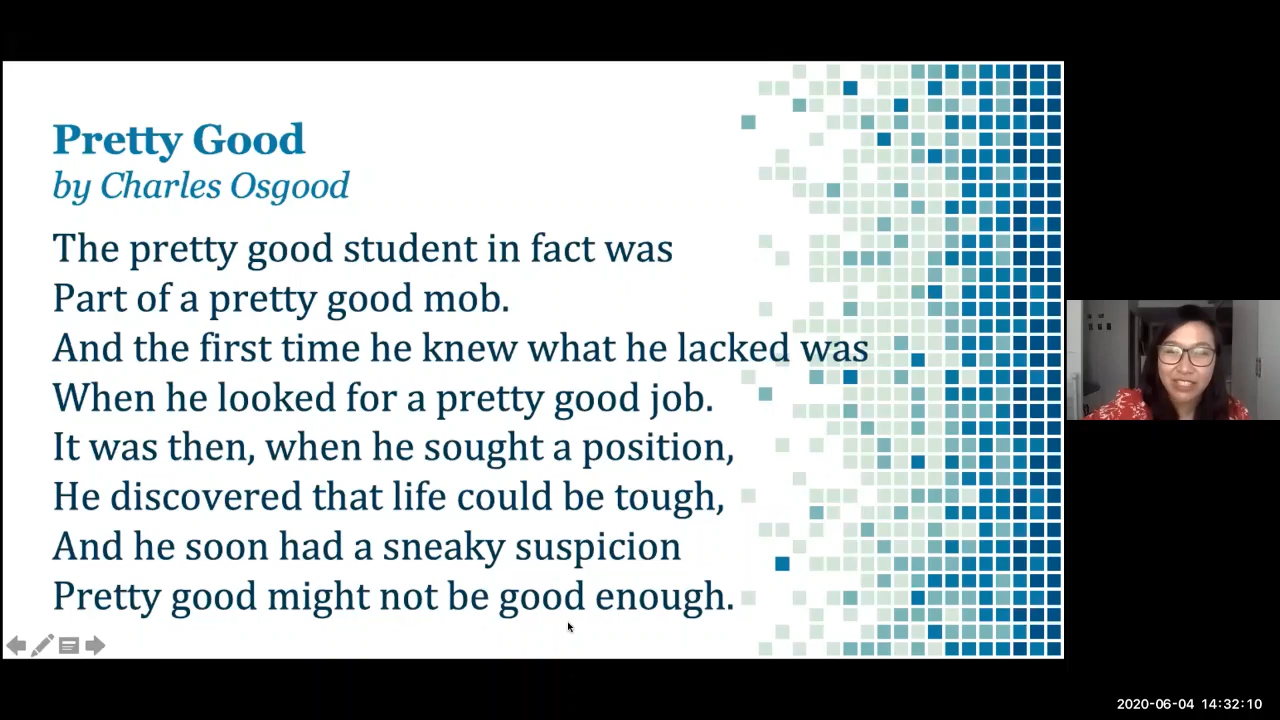 Pretty Good
by Charles Osgood
The pretty good student in fact was
Part of a pretty good mob.
And the first time he knew what he lacked was
When he looked for a pretty good job.
It was then, when he sought a position,
He discovered that life could be tough,
And he soon had a sneaky suspicion
Pretty good might not be good enough.
2020-06-04 14:32:10